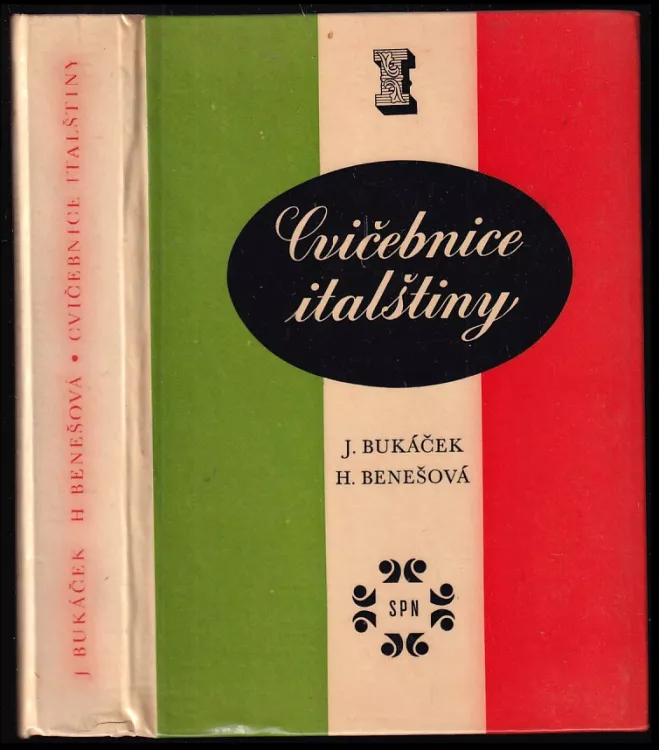 J BUKÁČEK H BENEŠOVÁ • CVIČEBNICE ITALŠTINY
I
Cvičebnice
italštiny
J. BUKÁČEK
H. BENEŠOVÁ
SPN